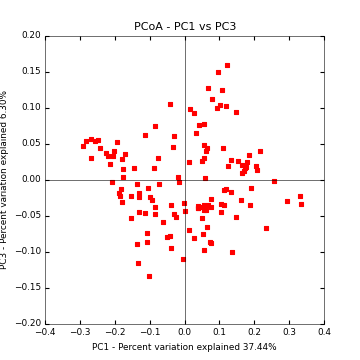 PCoA - PC1 vs PC3
0.20
0.15
0.10
0.05
0.00
−0.05
−0.10
−0.15
−0.20
PC3 - Percent variation explained 6.30%
−0.4 −0.3 −0.2 −0.1 0.0 0.1 0.2 0.3 0.4
PC1 - Percent variation explained 37.44%